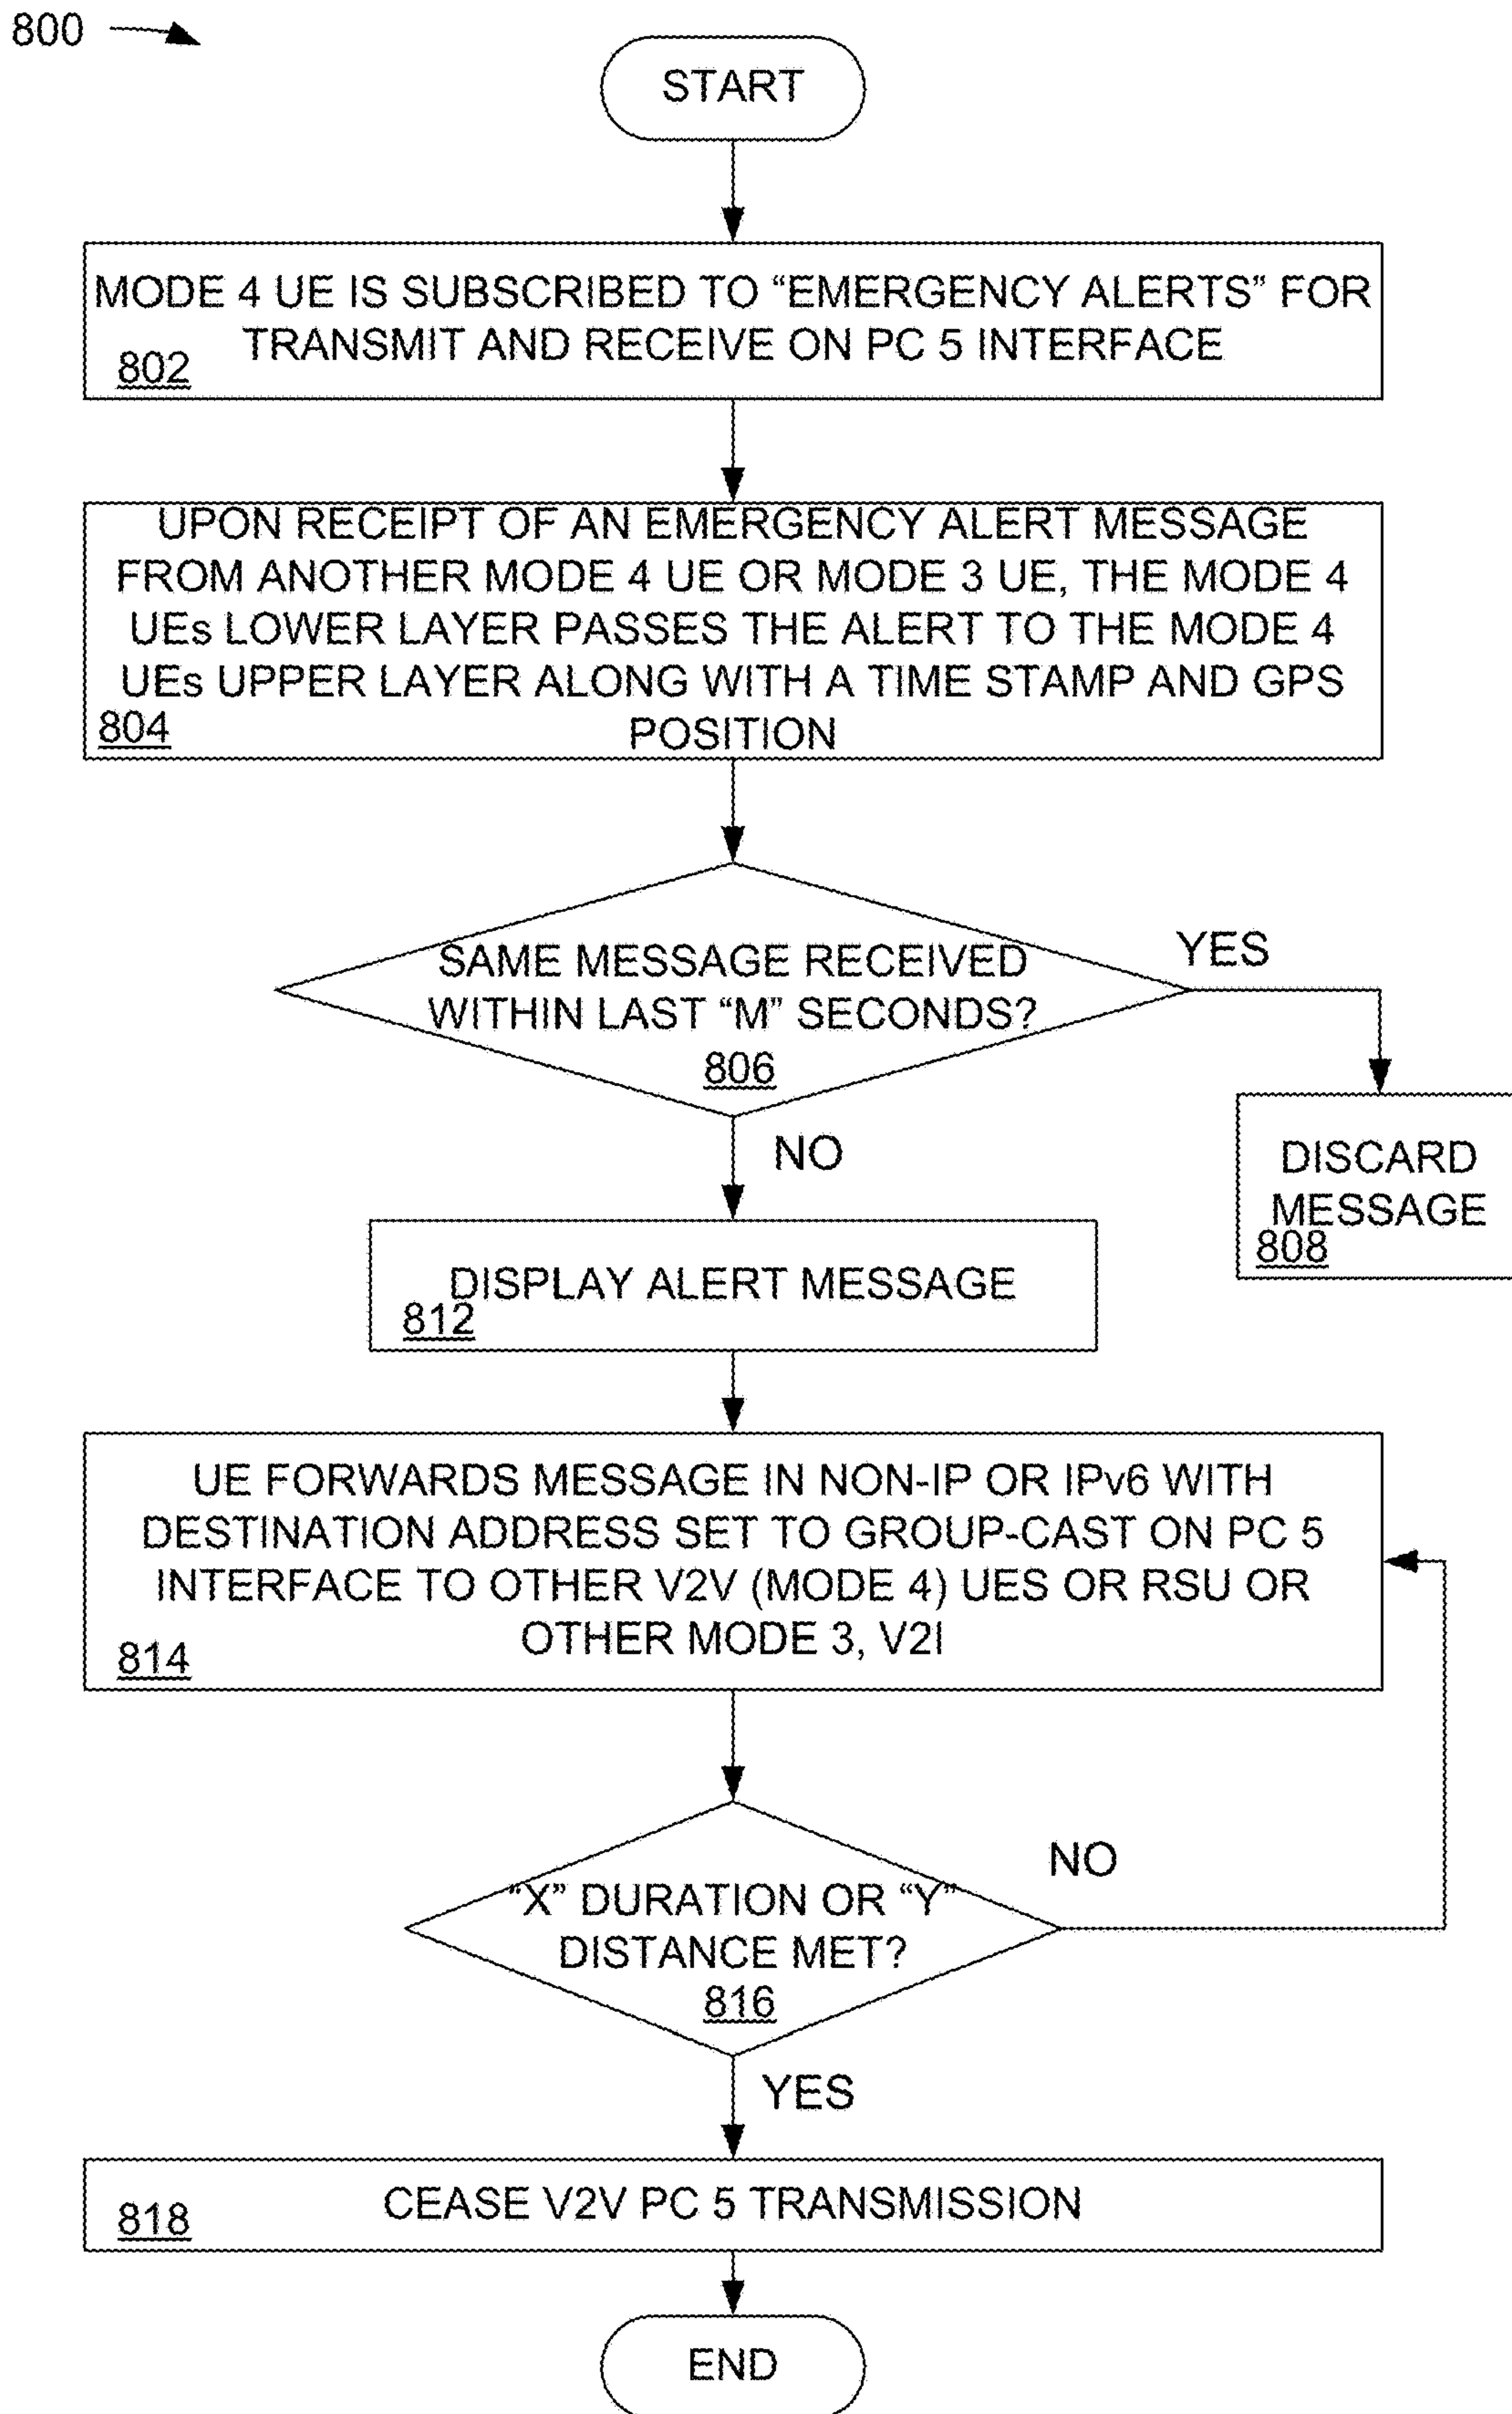 800
START
MODE 4 UE IS SUBSCRIBED TO “EMERGENCY ALERTS” FOR
TRANSMIT AND RECEIVE ON PC 5 INTERFACE
802
UPON RECEIPT OF AN EMERGENCY ALERT MESSAGE
FROM ANOTHER MODE 4 UE OR MODE 3 UE, THE MODE 4
UEs LOWER LAYER PASSES THE ALERT TO THE MODE 4
UEs UPPER LAYER ALONG WITH A TIME STAMP AND GPS
POSITION
804
SAME MESSAGE RECEIVED
WITHIN LAST “M” SECONDS?
806
YES
NO
DISCARD
MESSAGE
808
DISPLAY ALERT MESSAGE
812
UE FORWARDS MESSAGE IN NON-IP OR IPv6 WITH
DESTINATION ADDRESS SET TO GROUP-CAST ON PC 5
INTERFACE TO OTHER V2V (MODE 4) UES OR RSU OR
OTHER MODE 3, V2I
814
“X” DURATION OR “Y”
DISTANCE MET?
816
NO
YES
CEASE V2V PC 5 TRANSMISSION
818
END